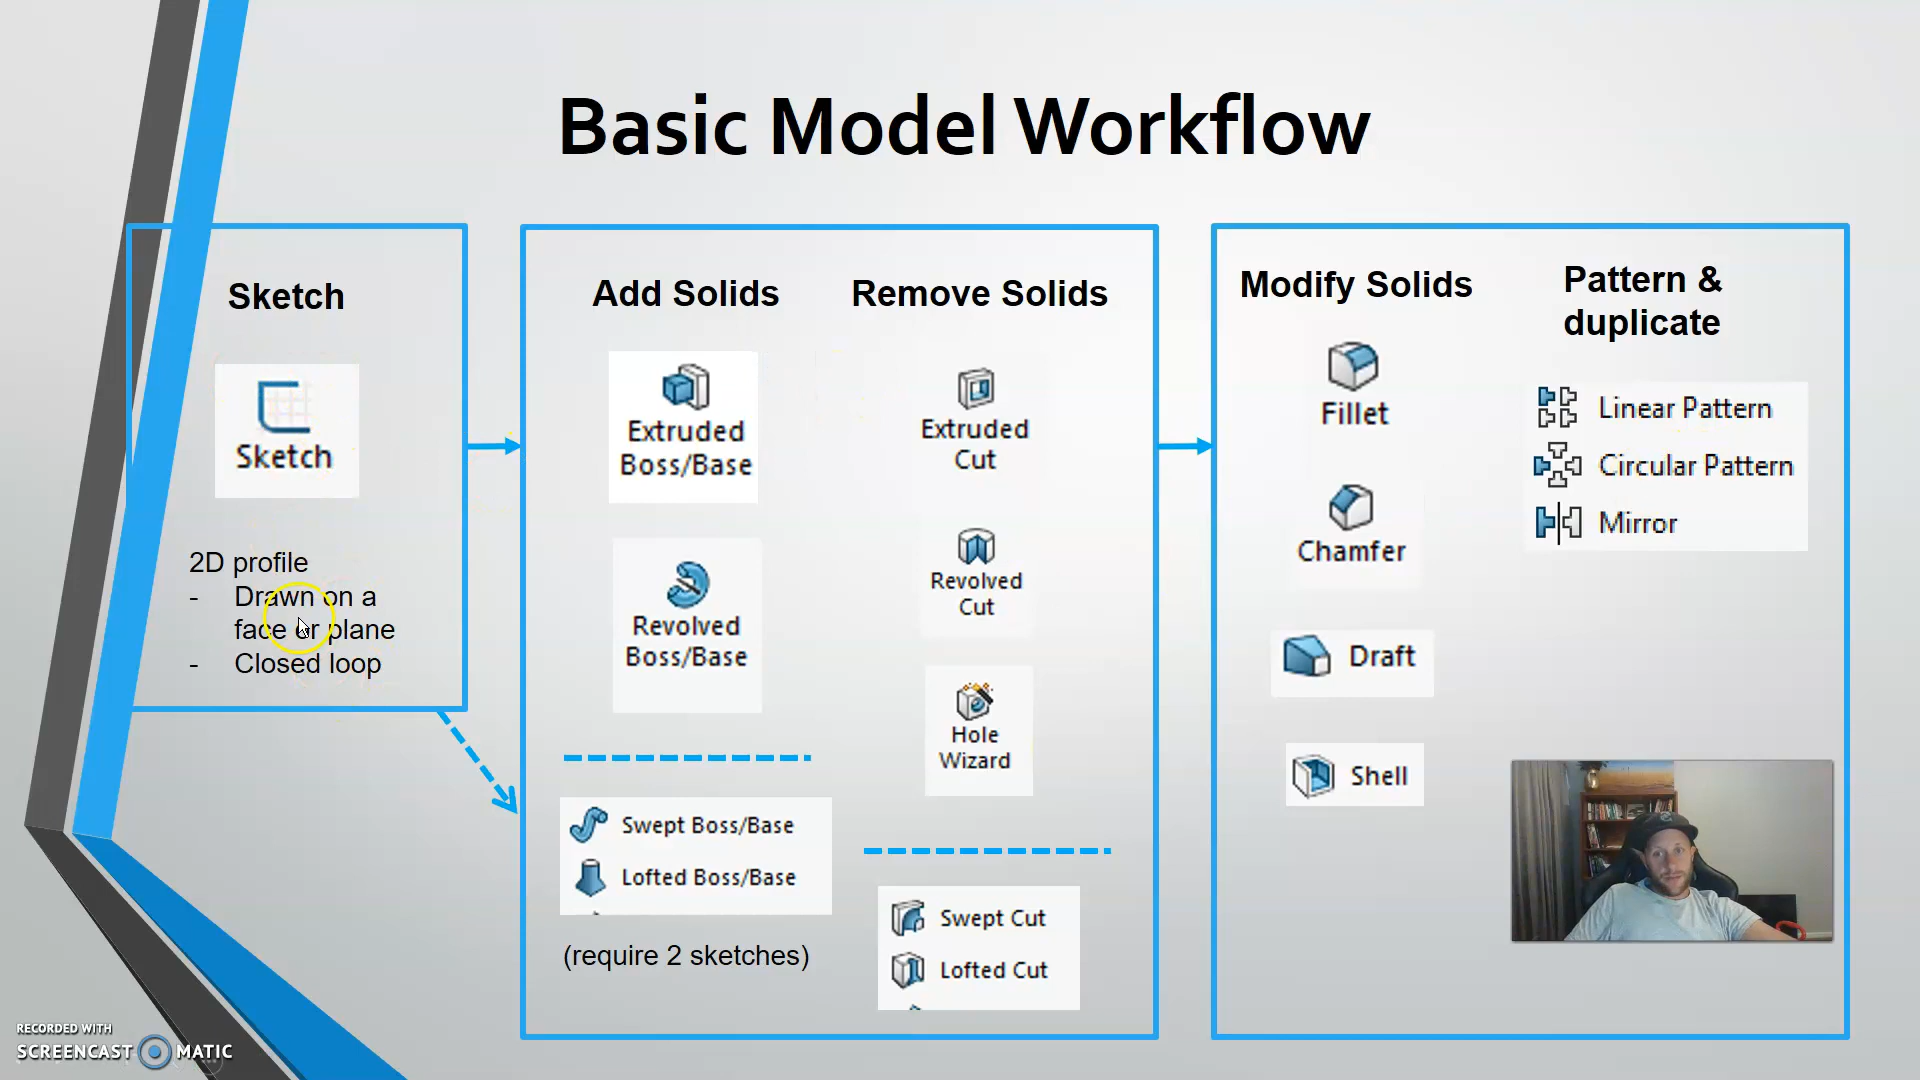 Basic Model Workflow
Sketch
Sketch
2D profile
- Drawn on a
face or plane
- Closed loop
Add Solids
Extruded
Boss/Base
Revolved
Boss/Base
Swept Boss/Base
Lofted Boss/Base
(require 2 sketches)
Remove Solids
Extruded
Cut
Revolved
Cut
Hole
Wizard
Swept Cut
Lofted Cut
Modify Solids
Fillet
Chamfer
Draft
Shell
Pattern &
duplicate
Linear Pattern
Circular Pattern
Mirror
RECORDED WITH
SCREENCAST MATIC